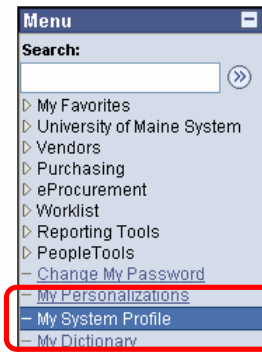 Menu
Search:
My Favorites
University of Maine System
Vendors
Purchasing
eProcurement
Worklist
Reporting Tools
PeopleTools
Change My Password
My Personalizations
My System Profile
My Dictionary